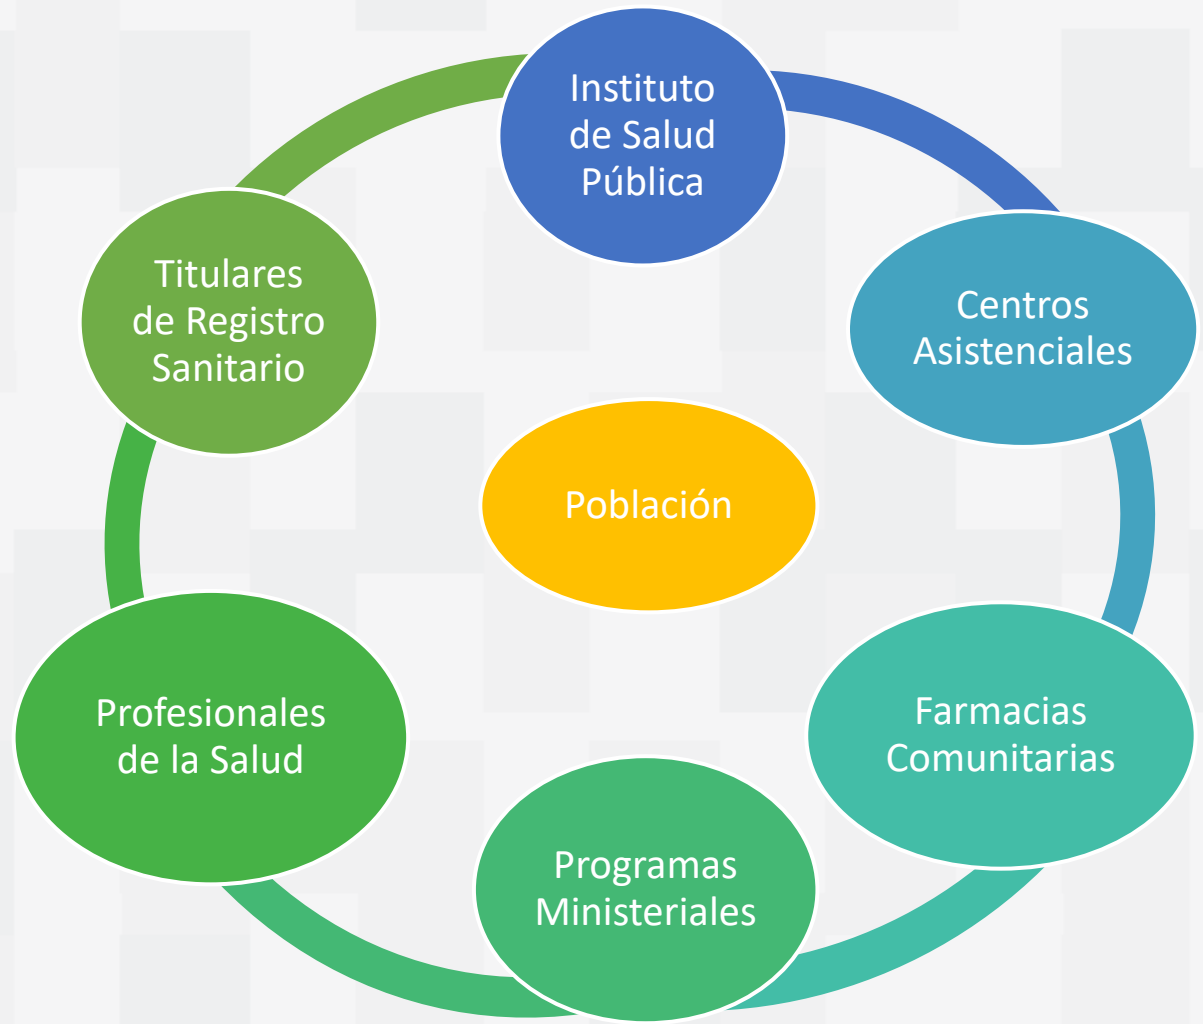 Instituto
de Salud
Pública
Centros
Asistenciales
Farmacias
Comunitarias
Programas
Ministeriales
Profesionales
de la Salud
Titulares
de Registro
Sanitario
Población